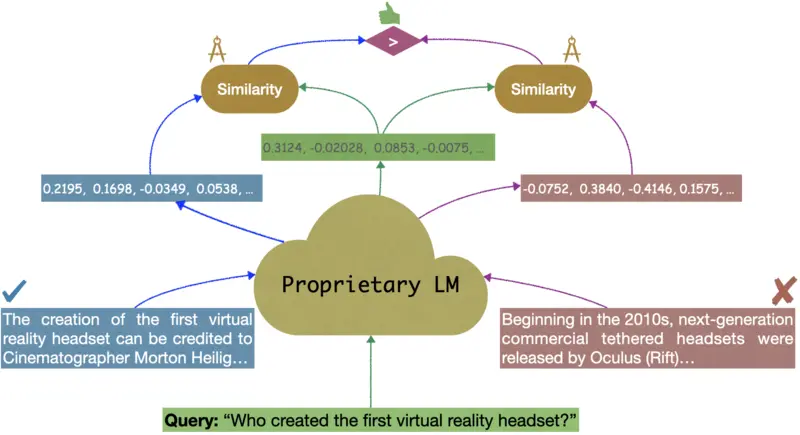 >
Similarity
Similarity
0.3124, -0.02028, 0.0853, -0.0075, ...
0.2195, 0.1698, -0.0349, 0.0538, ...
-0.0752, 0.3840, -0.4146, 0.1575, ...
Proprietary LM
The creation of the first virtual
reality headset can be credited to
Cinematographer Morton Heilig...
Beginning in the 2010s, next-generation
commercial tethered headsets were
released by Oculus (Rift)...
Query: “Who created the first virtual reality headset?”